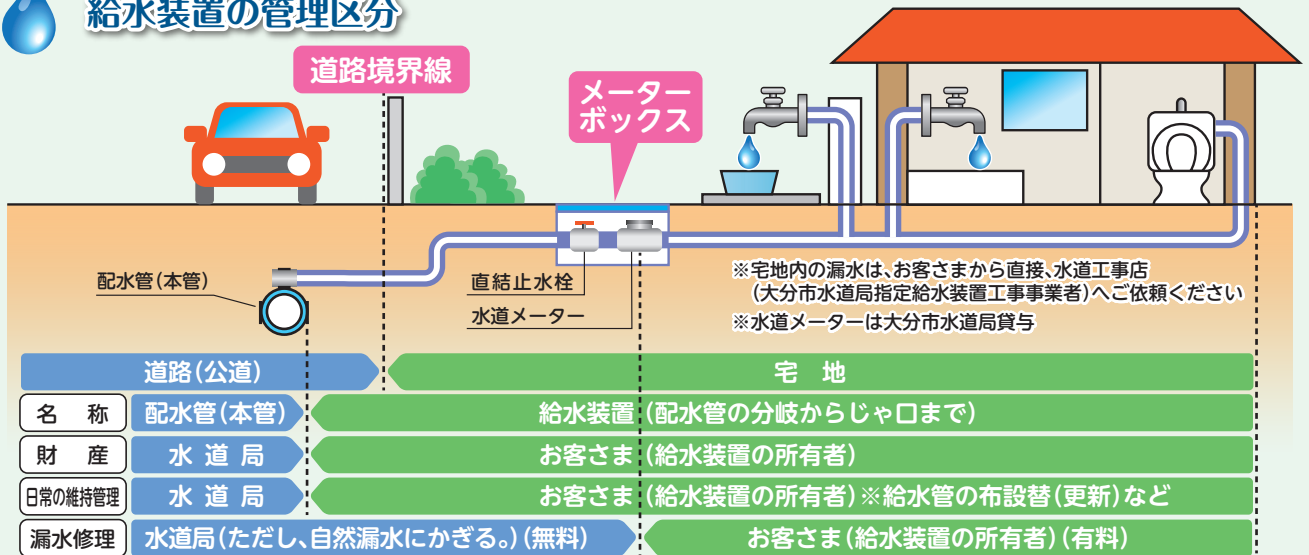 給水装置の管理区分
道路境界線
メーター
ボックス
配水管(本管)
直結止水栓
水道メーター
※宅地内の漏水は、お客さまから直接、水道工事店
(大分市水道局指定給水装置工事事業者)へご依頼ください
※水道メーターは大分市水道局貸与
道路(公道)
宅 地
名 称
配水管(本管)
給水装置(配水管の分岐からじゃ口まで)
財 産
水 道 局
お客さま(給水装置の所有者)
日常の維持管理
水 道 局
お客さま(給水装置の所有者)※給水管の布設替(更新)など
漏水修理
水道局(ただし、自然漏水にかぎる。)(無料)
お客さま(給水装置の所有者)(有料)